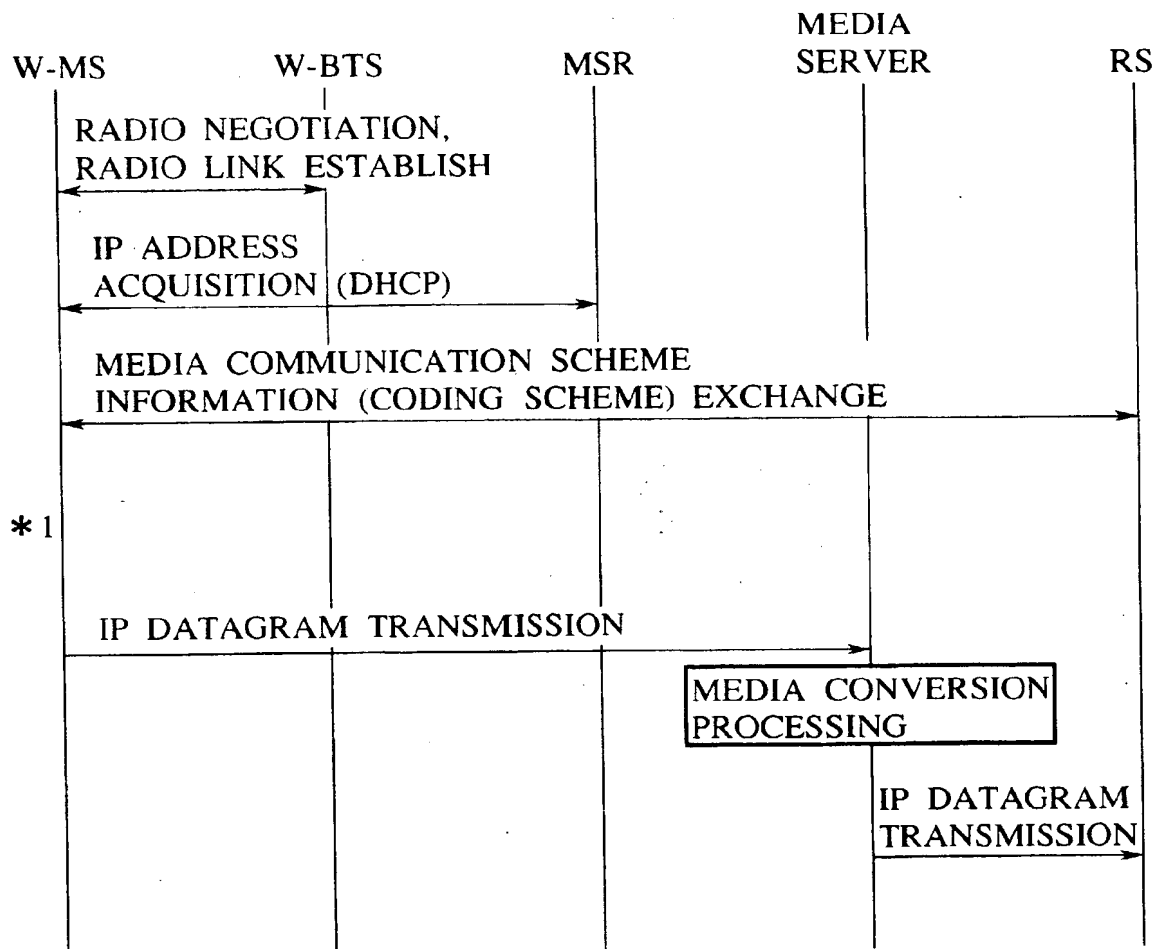 MEDIA
SERVER
W-MS W-BTS MSR RS
RADIO NEGOTIATION,
RADIO LINK ESTABLISH
IP ADDRESS
ACQUISITION (DHCP)
MEDIA COMMUNICATION SCHEME
INFORMATION (CODING SCHEME) EXCHANGE
*1
IP DATAGRAM TRANSMISSION
MEDIA CONVERSION
PROCESSING
IP DATAGRAM
TRANSMISSION